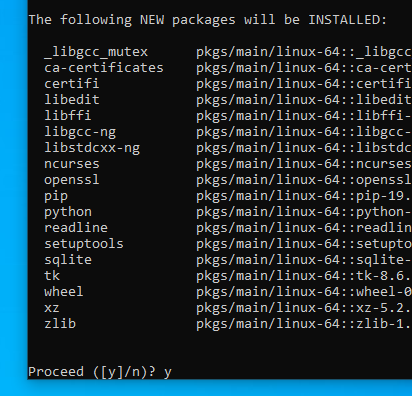 The following NEW packages will be INSTALLED:
_libgcc_mutex pkgs/main/linux-64::_libgcc
ca-certificates pkgs/main/linux-64::ca-cert
certifi pkgs/main/linux-64::certifi
libedit pkgs/main/linux-64::libedit
libffi pkgs/main/linux-64::libffi-
libgcc-ng pkgs/main/linux-64::libgcc-
libstdcxx-ng pkgs/main/linux-64::libstdc
ncurses pkgs/main/linux-64::ncurses
openssl pkgs/main/linux-64::openssl
pip pkgs/main/linux-64::pip-19.
python pkgs/main/linux-64::python-
readline pkgs/main/linux-64::readlin
setuptools pkgs/main/linux-64::setupto
sqlite pkgs/main/linux-64::sqlite-
tk pkgs/main/linux-64::tk-8.6.
wheel pkgs/main/linux-64::wheel-0
xz pkgs/main/linux-64::xz-5.2.
zlib pkgs/main/linux-64::zlib-1.
Proceed ([y]/n)? y